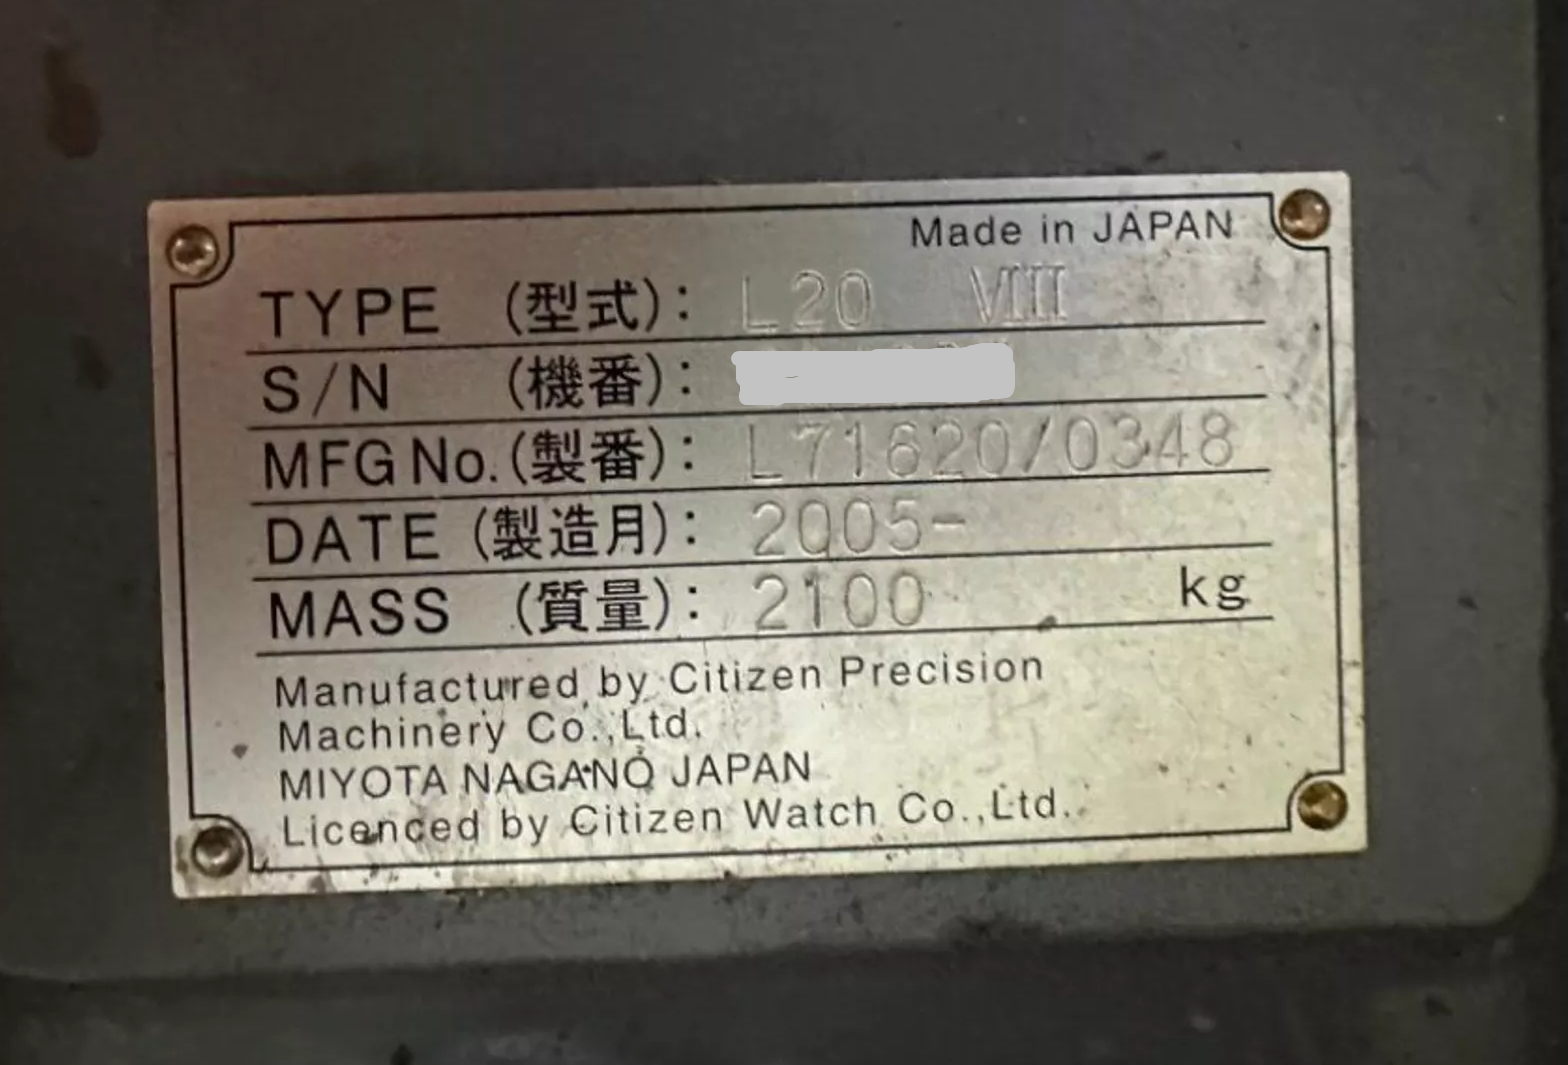 Made in JAPAN
TYPE (型式): L20 VIII
S/N (機番):
MFG No. (製番): L71620/0348
DATE (製造月): 2005-
MASS (質量): 2100 kg
Manufactured by Citizen Precision
Machinery Co.,Ltd.
MIYOTA NAGANO JAPAN
Licenced by Citizen Watch Co.,Ltd.